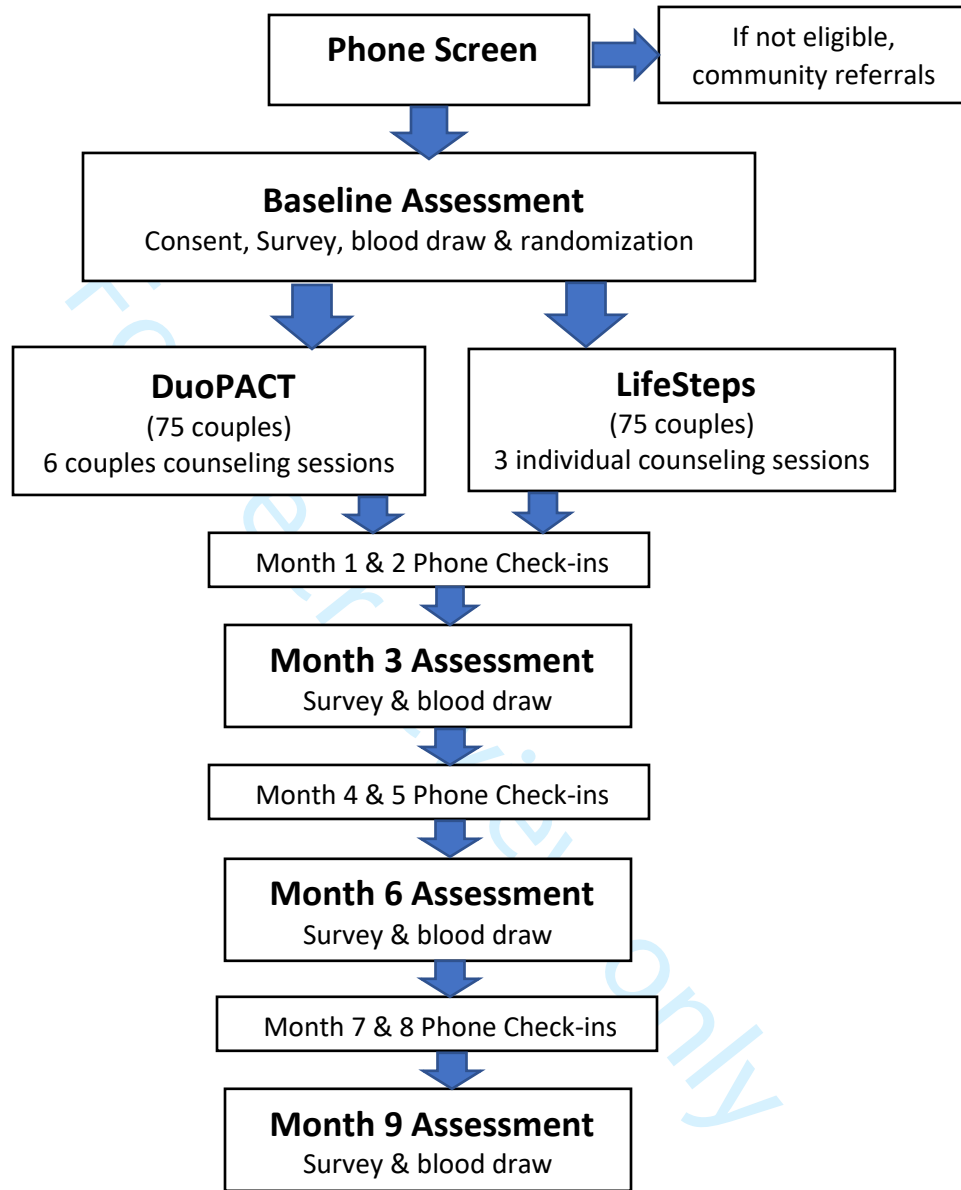 Phone Screen
If not eligible,
community referrals
Baseline Assessment
Consent, Survey, blood draw & randomization
DuoPACT
(75 couples)
6 couples counseling sessions
LifeSteps
(75 couples)
3 individual counseling sessions
Month 1 & 2 Phone Check-ins
Month 3 Assessment
Survey & blood draw
Month 4 & 5 Phone Check-ins
Month 6 Assessment
Survey & blood draw
Month 7 & 8 Phone Check-ins
Month 9 Assessment
Survey & blood draw